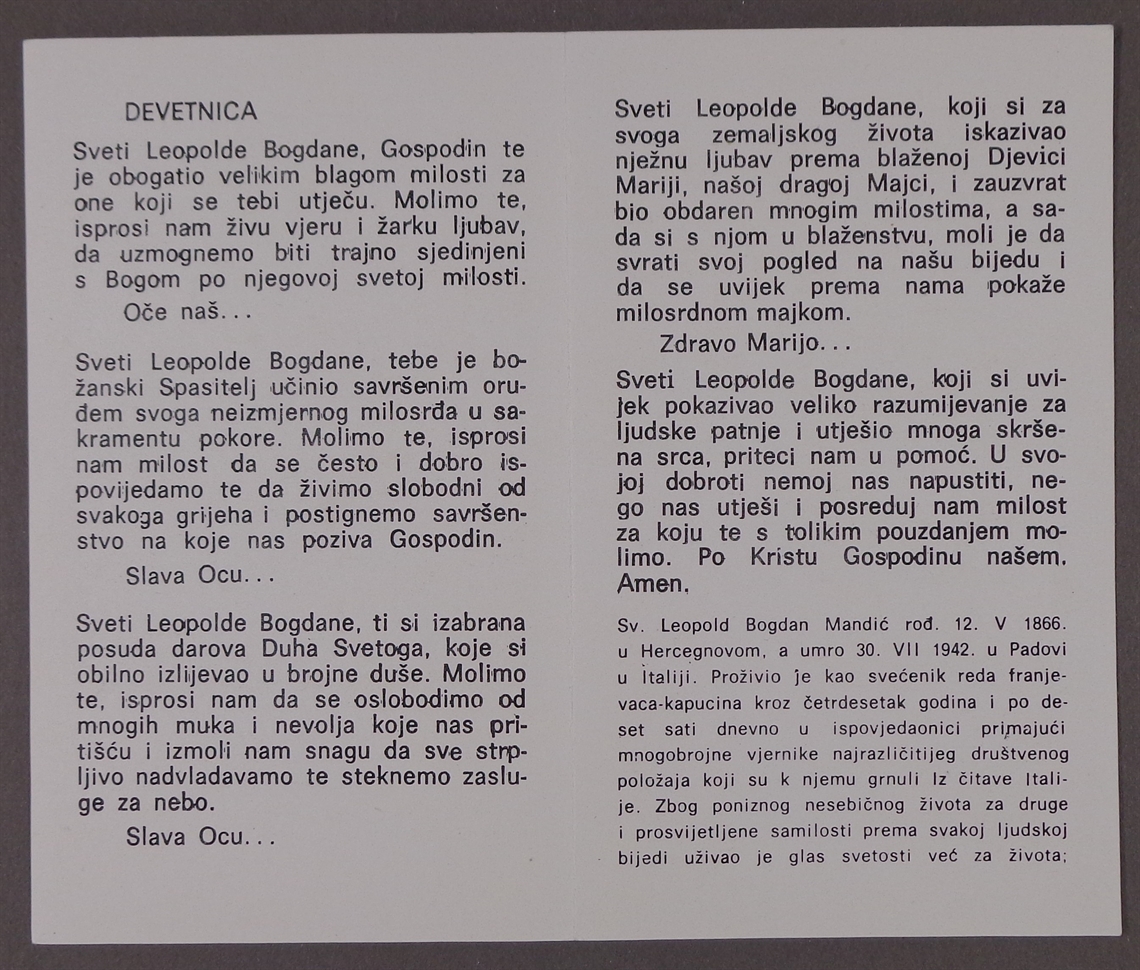 DEVETNICA
Sveti Leopolde Bogdane, Gospodin te
je obogatio velikim blagom milosti za
one koji se tebi utječu. Molimo te,
isprosi nam živu vjeru i žarku ljubav,
da uzmognemo biti trajno sjedinjeni
s Bogom po njegovoj svetoj milosti.
Oče naš...
Sveti Leopolde Bogdane, tebe je bo-
žanski Spasitelj učinio savršenim oru-
đem svoga neizmjernog milosrđa u sa-
kramentu pokore. Molimo te, isprosi
nam milost da se često i dobro is-
povijedamo te da živimo slobodni od
svakoga grijeha i postignemo savršen-
stvo na koje nas poziva Gospodin.
Slava Ocu...
Sveti Leopolde Bogdane, ti si izabrana
posuda darova Duha Svetoga, koje si
obilno izlijevao u brojne duše. Molimo
te, isprosi nam da se oslobodimo od
mnogih muka i nevolja koje nas pri-
tišću i izmoli nam snagu da sve strp-
ljivo nadvladavamo te steknemo zaslu-
ge za nebo.
Slava Ocu...
Sveti Leopolde Bogdane, koji si za
svoga zemaljskog života iskazivao
nježnu ljubav prema blaženoj Djevici
Mariji, našoj dragoj Majci, i zauzvrat
bio obdaren mnogim milostima, a sa-
da si s njom u blaženstvu, moli je da
svrati svoj pogled na našu bijedu i
da se uvijek prema nama pokaže
milosrdnom majkom.
Zdravo Marijo...
Sveti Leopolde Bogdane, koji si uvi-
jek pokazivao veliko razumijevanje za
ljudske patnje i utješio mnoga skrše-
na srca, priteci nam u pomoć. U svo-
joj dobroti nemoj nas napustiti, ne-
go nas utješi i posreduj nam milost
za koju te s tolikim pouzdanjem mo-
limo. Po Kristu Gospodinu našem.
Amen.
Sv. Leopold Bogdan Mandić rođ. 12. V 1866.
u Hercegnovom, a umro 30. VII 1942. u Padovi
u Italiji. Proživio je kao svećenik reda franje-
vaca-kapucina kroz četrdesetak godina i po de-
set sati dnevno u ispovjedaonici primajući
mnogobrojne vjernike najrazličitijeg društvenog
položaja koji su k njemu grnuli Iz čitave Itali-
je. Zbog poniznog nesebičnog života za druge
i prosvijetljene samilosti prema svakoj ljudskoj
bijedi uživao je glas svetosti već za života;